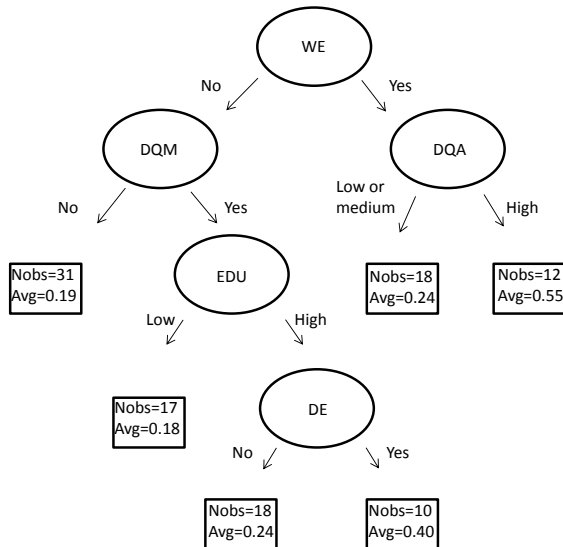 WE
No
Yes
DQM
DQA
No
Yes
Low or
medium
High
Nobs=31
Avg=0.19
EDU
Nobs=18
Avg=0.24
Nobs=12
Avg=0.55
Low
High
Nobs=17
Avg=0.18
DE
No
Yes
Nobs=18
Avg=0.24
Nobs=10
Avg=0.40